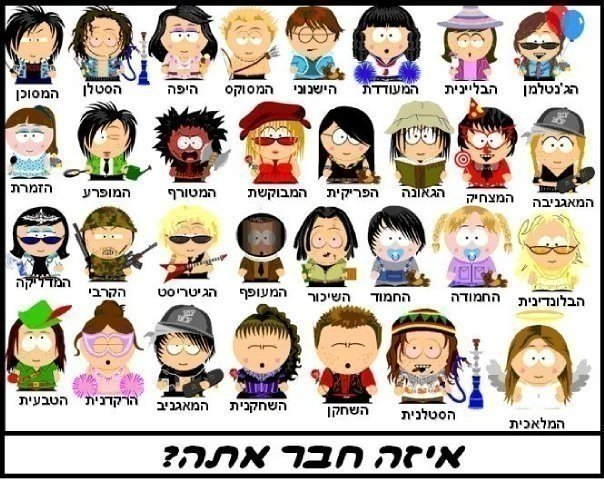 הג'נטלמן הבליינית המעודדת הישנוני המסוקס היפה הסטלן המסוכן
המאגניבה המצחיק הגאונה הפריקית המבוקשת המטורף המופרע הזמרת
הבלונדינית החמודה החמוד השיכור המעופף הגיטריסט הקרבי המדריקה
המלאכית הסטלנית השחקן השחקנית המאגניב הרקדנית הטבעית
איזה חבר אתה?